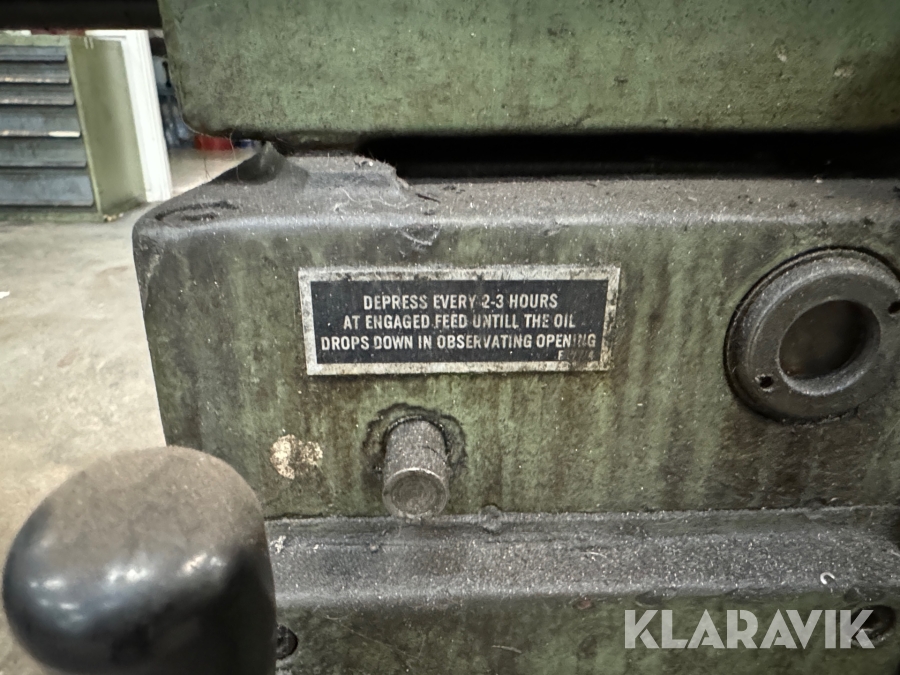 DEPRESS EVERY 2-3 HOURS
AT ENGAGED FEED UNTILL THE OIL
DROPS DOWN IN OBSERVATING OPENING
KLARAVIK